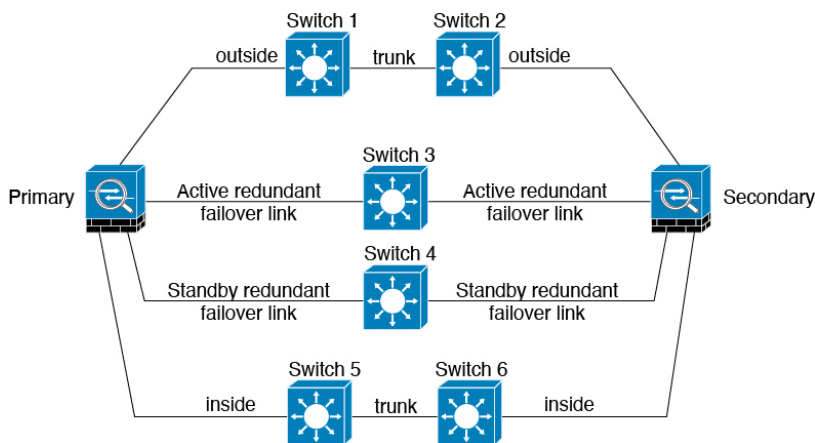 Switch 1
Switch 2
outside
trunk
outside
Switch 3
Primary
Active redundant
failover link
Active redundant
failover link
Secondary
Switch 4
Standby redundant
failover link
Standby redundant
failover link
Switch 5
Switch 6
inside
trunk
inside